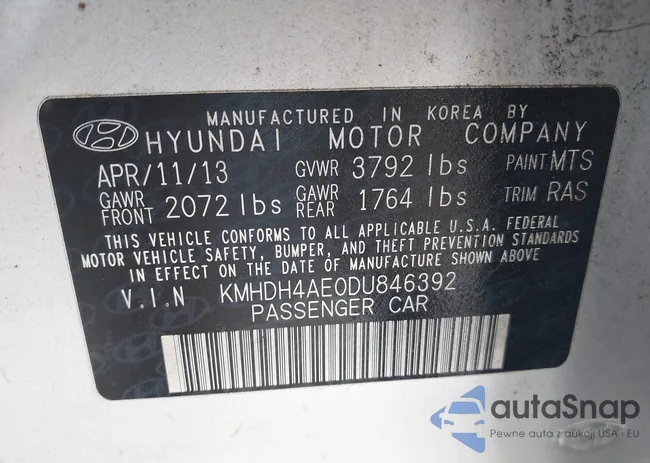 MANUFACTURED IN KOREA BY
HYUNDAI MOTOR COMPANY
APR/11/13 GVWR 3792 lbs PAINT MTS
GAWR FRONT 2072 lbs GAWR REAR 1764 lbs TRIM RAS
THIS VEHICLE CONFORMS TO ALL APPLICABLE U.S.A. FEDERAL
MOTOR VEHICLE SAFETY, BUMPER, AND THEFT PREVENTION STANDARDS
IN EFFECT ON THE DATE OF MANUFACTURE SHOWN ABOVE.
V.I.N KMHDH4AE0DU846392
PASSENGER CAR
autaSnap
Pewne auta z aukcji USA i EU